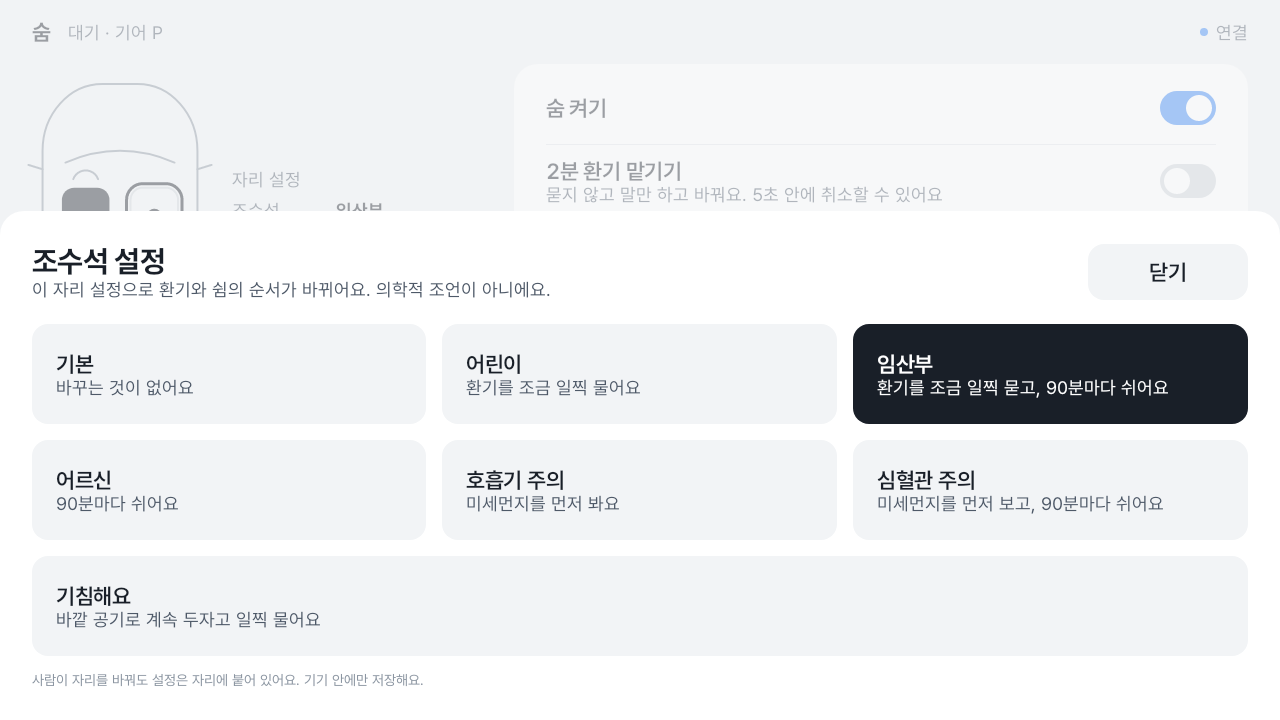 숨 대기 · 기어 P
연결
숨 켜기
2분 환기 맡기기
묻지 않고 말만 하고 바꿔요. 5초 안에 취소할 수 있어요
자리 설정
조수석 임산부
조수석 설정
이 자리 설정으로 환기와 쉼의 순서가 바뀌어요. 의학적 조언이 아니에요.
닫기
기본
바꾸는 것이 없어요
어린이
환기를 조금 일찍 물어요
임산부
환기를 조금 일찍 묻고, 90분마다 쉬어요
어르신
90분마다 쉬어요
호흡기 주의
미세먼지를 먼저 봐요
심혈관 주의
미세먼지를 먼저 보고, 90분마다 쉬어요
기침해요
바깥 공기로 계속 두자고 일찍 물어요
사람이 자리를 바꿔도 설정은 자리에 붙어 있어요. 기기 안에만 저장해요.